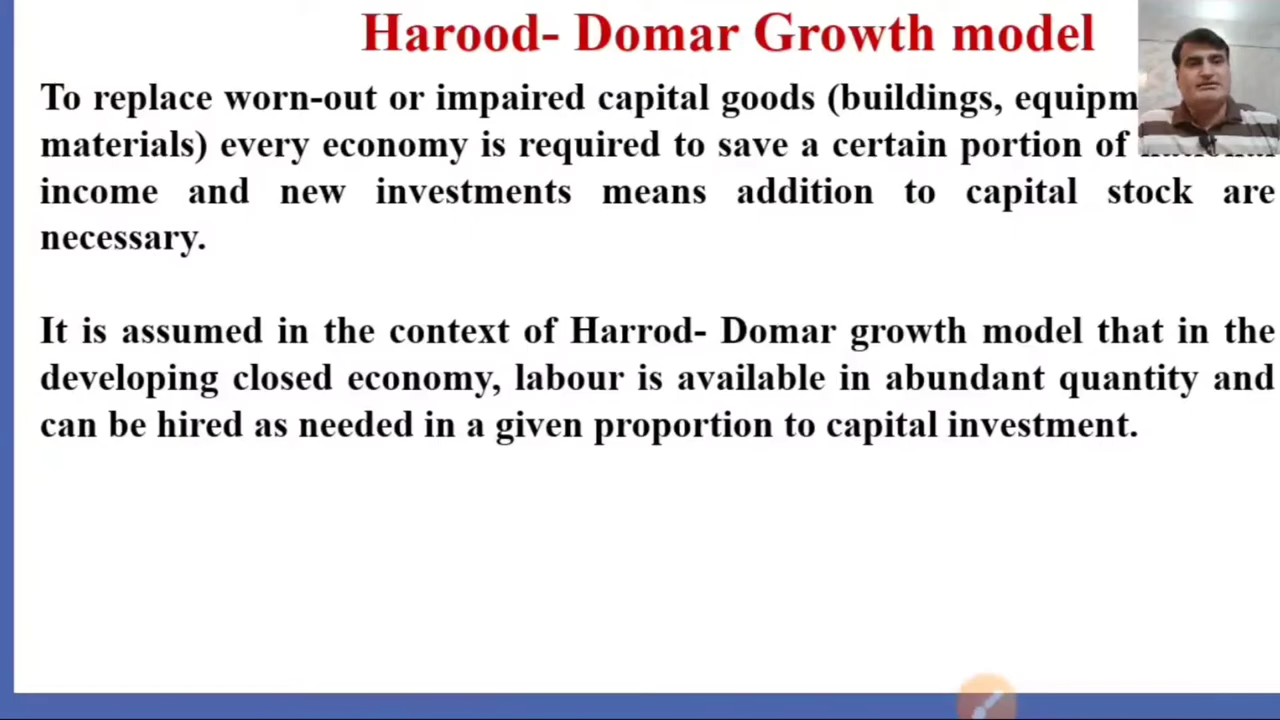 Harood- Domar Growth model
To replace worn-out or impaired capital goods (buildings, equipm
materials) every economy is required to save a certain portion of
income and new investments means addition to capital stock are
necessary.
It is assumed in the context of Harrod- Domar growth model that in the
developing closed economy, labour is available in abundant quantity and
can be hired as needed in a given proportion to capital investment.